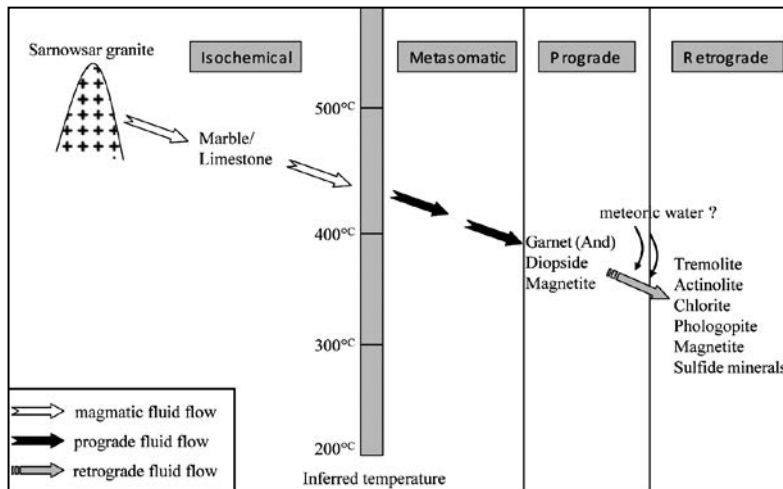 Sarnowsar granite
Isochemical
Metasomatic
Prograde
Retrograde
500°C
Marble/
Limestone
meteoric water ?
400°C
Garnet (And)
Diopside
Magnetite
Tremolite
Actinolite
Chlorite
Phologopite
Magnetite
Sulfide minerals
300°C
200°C
Inferred temperature
magmatic fluid flow
prograde fluid flow
retrograde fluid flow